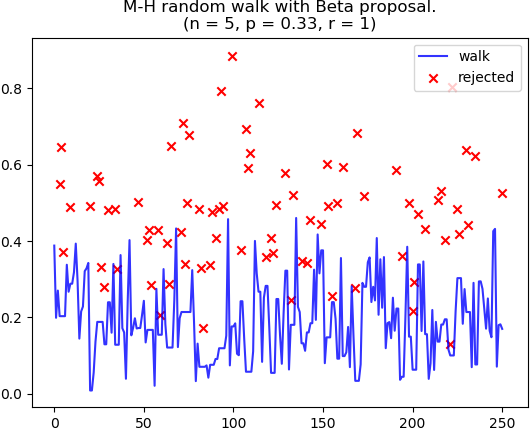 M-H random walk with Beta proposal.
(n = 5, p = 0.33, r = 1)
walk
rejected
0.8
0.6
0.4
0.2
0.0
0
50
100
150
200
250